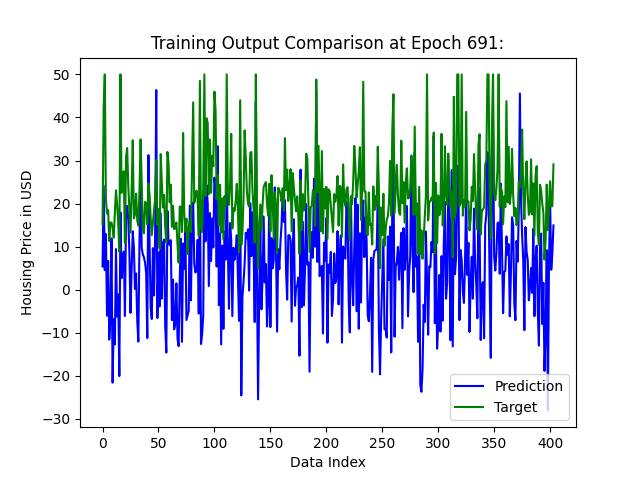 Training Output Comparison at Epoch 691:
50
40
30
20
10
0
−10
−20
−30
Housing Price in USD
0 50 100 150 200 250 300 350 400
Data Index
Prediction
Target